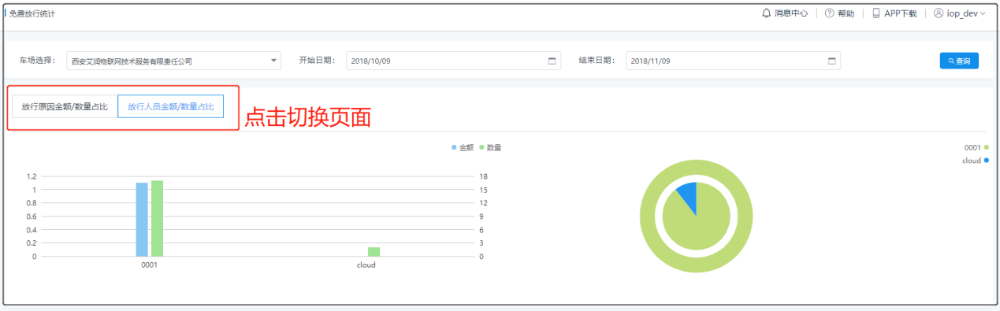 免费放行统计
消息中心 帮助 APP下载 iop_dev
车场选择： 西安艾润物联网技术服务有限责任公司 开始日期： 2018/10/09 结束日期： 2018/11/09 查询
放行原因金额/数量占比 放行人员金额/数量占比
点击切换页面
金额 数量
0001
cloud
1.2 18
1 15
0.8 12
0.6 9
0.4 6
0.2 3
0 0
0001 cloud